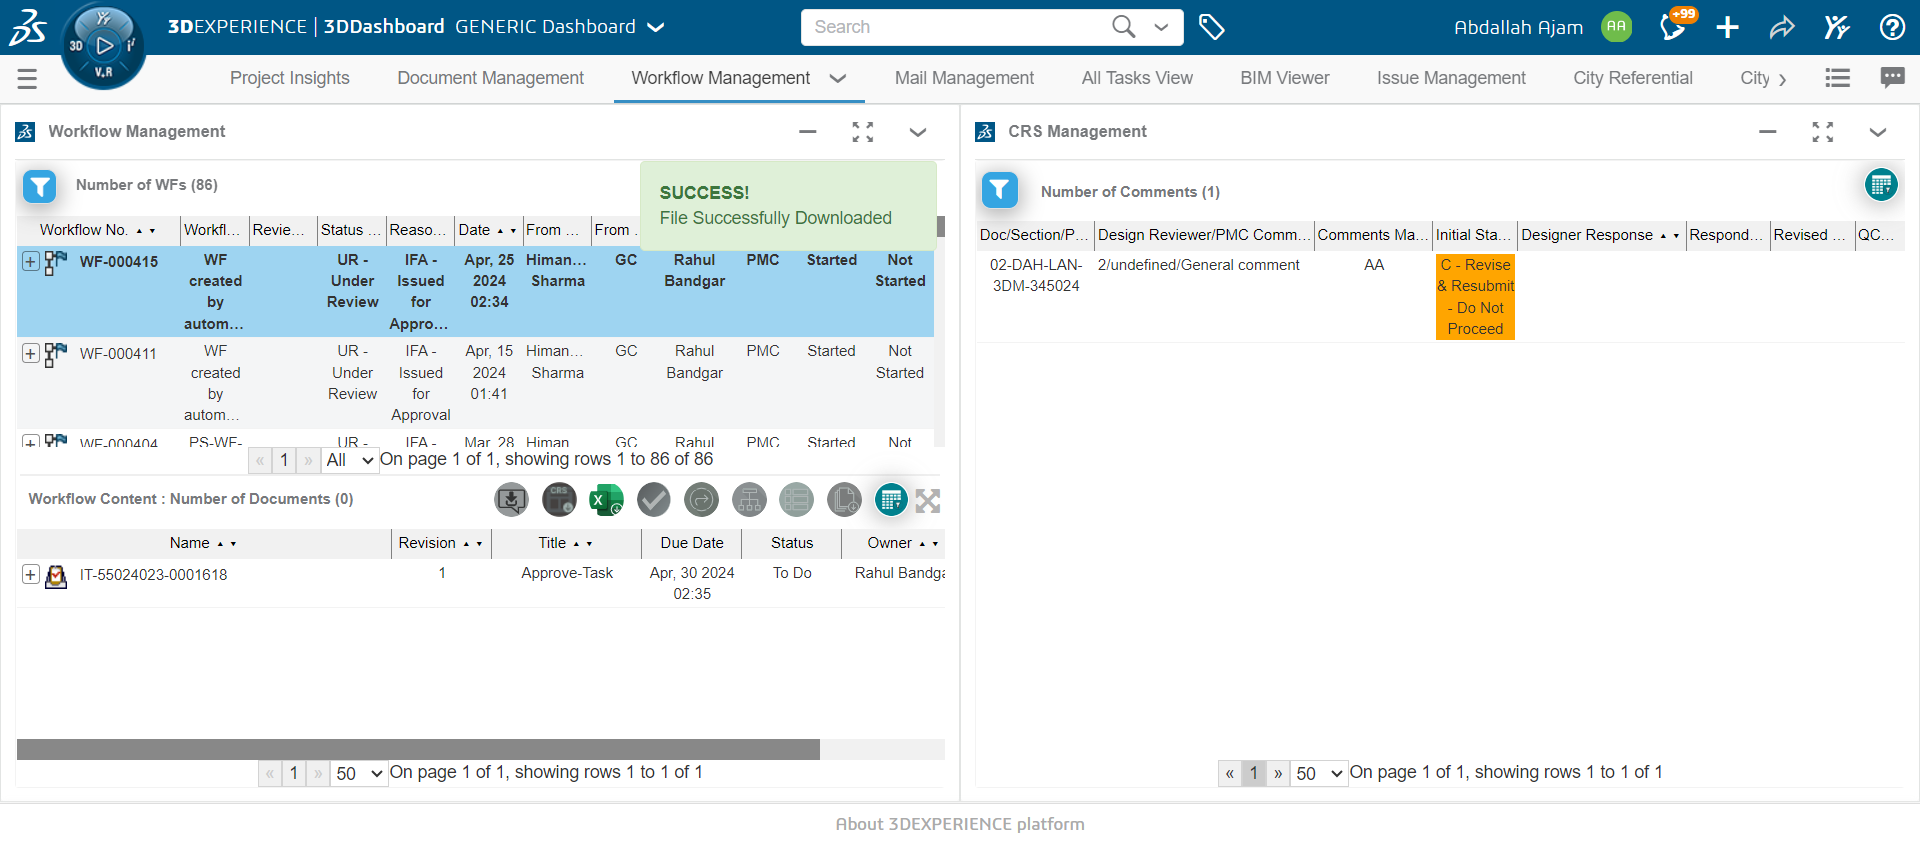 3DEXPERIENCE | 3DDashboard GENERIC Dashboard
Search
Abdallah Ajam
AA
+99
3D
V.R
Project Insights
Document Management
Workflow Management
Mail Management
All Tasks View
BIM Viewer
Issue Management
City Referential
City
Workflow Management
Number of WFs (86)
SUCCESS!
File Successfully Downloaded
Workflow No. Workfl... Revie... Status ... Reaso... Date From ... From ...
WF-000415 WF UR - IFA - Apr, 25 Himan... GC Rahul PMC Started Not
created Under Issued 2024 Sharma Bandgar Started
by Review for 02:34
autom... Appro...
WF-000411 WF UR - IFA - Apr, 15 Himan... GC Rahul PMC Started Not
created Under Issued 2024 Sharma Bandgar Started
by Review for 01:41
autom... Approval
WF-000404 PS-WF- UR - IFA - Mar, 28 Himan GC Rahul PMC Started Not
« 1 » All On page 1 of 1, showing rows 1 to 86 of 86
Workflow Content : Number of Documents (0)
CRS
X
Name Revision Title Due Date Status Owner
IT-55024023-0001618 1 Approve-Task Apr, 30 2024 To Do Rahul Bandga
02:35
« 1 » 50 On page 1 of 1, showing rows 1 to 1 of 1
CRS Management
Number of Comments (1)
Doc/Section/P... Design Reviewer/PMC Comm... Comments Ma... Initial Sta... Designer Response Respond... Revised ... QC...
02-DAH-LAN- 2/undefined/General comment AA C - Revise
3DM-345024 & Resubmit
- Do Not
Proceed
« 1 » 50 On page 1 of 1, showing rows 1 to 1 of 1
About 3DEXPERIENCE platform